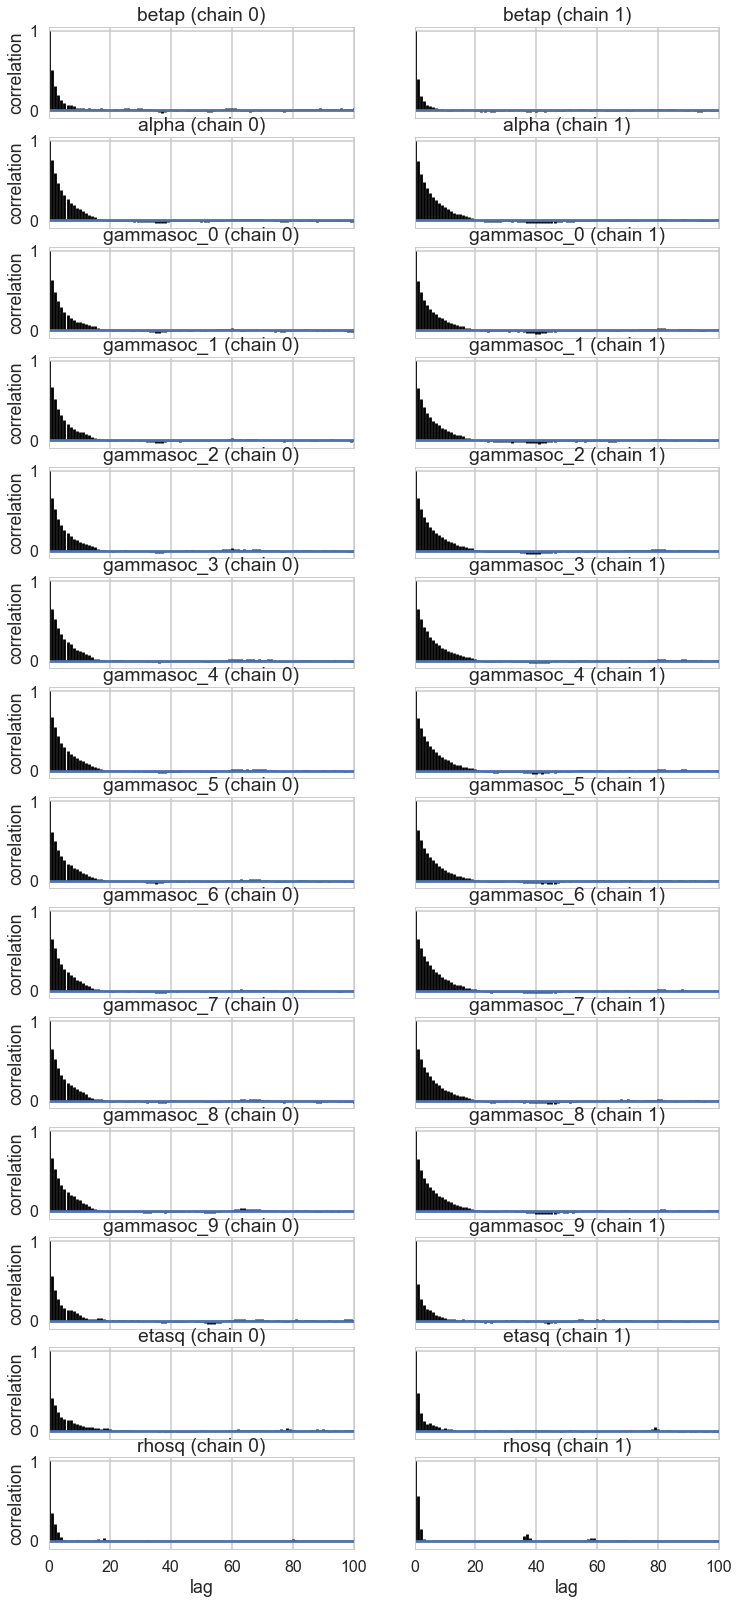 betap (chain 0)
betap (chain 1)
1
correlation
0
alpha (chain 0)
alpha (chain 1)
1
correlation
0
gammasoc_0 (chain 0)
gammasoc_0 (chain 1)
1
correlation
0
gammasoc_1 (chain 0)
gammasoc_1 (chain 1)
1
correlation
0
gammasoc_2 (chain 0)
gammasoc_2 (chain 1)
1
correlation
0
gammasoc_3 (chain 0)
gammasoc_3 (chain 1)
1
correlation
0
gammasoc_4 (chain 0)
gammasoc_4 (chain 1)
1
correlation
0
gammasoc_5 (chain 0)
gammasoc_5 (chain 1)
1
correlation
0
gammasoc_6 (chain 0)
gammasoc_6 (chain 1)
1
correlation
0
gammasoc_7 (chain 0)
gammasoc_7 (chain 1)
1
correlation
0
gammasoc_8 (chain 0)
gammasoc_8 (chain 1)
1
correlation
0
gammasoc_9 (chain 0)
gammasoc_9 (chain 1)
1
correlation
0
etasq (chain 0)
etasq (chain 1)
1
correlation
0
rhosq (chain 0)
rhosq (chain 1)
1
correlation
0
0 20 40 60 80 100
0 20 40 60 80 100
lag
lag